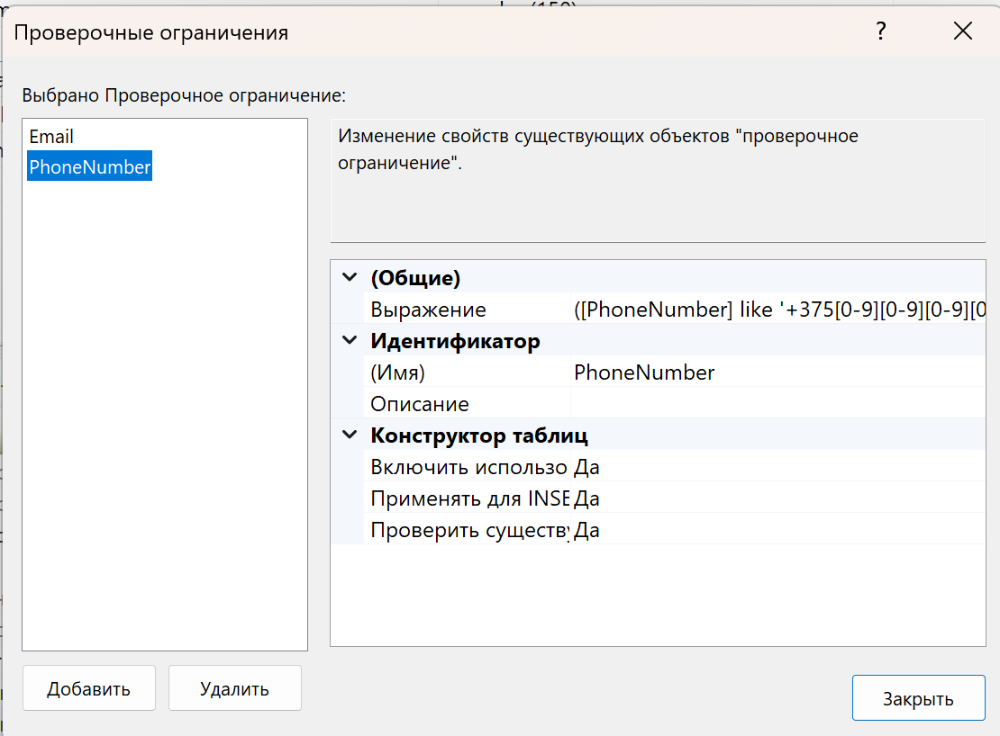 Проверочные ограничения
?
Выбрано Проверочное ограничение:
Email
PhoneNumber
Изменение свойств существующих объектов "проверочное
ограничение".
(Общие)
Выражение ([PhoneNumber] like '+375[0-9][0-9][0-9][0
Идентификатор
(Имя) PhoneNumber
Описание
Конструктор таблиц
Включить использо Да
Применять для INSE Да
Проверить существу Да
Добавить Удалить
Закрыть